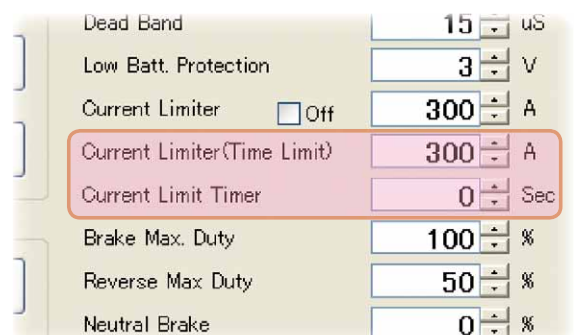 Dead Band 15 uS
Low Batt. Protection 3 V
Current Limiter Off 300 A
Current Limiter(Time Limit) 300 A
Current Limit Timer 0 Sec
Brake Max. Duty 100 %
Reverse Max Duty 50 %
Neutral Brake 0 %